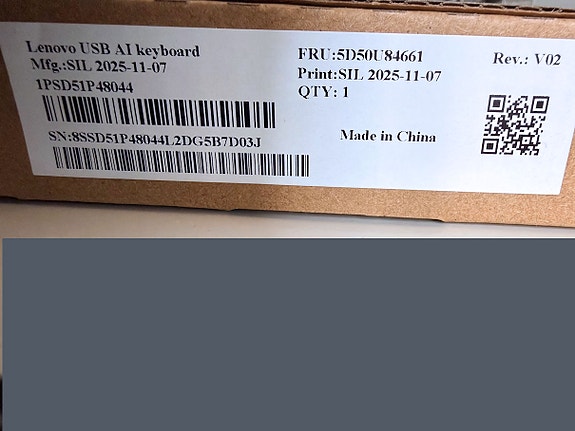 Lenovo USB AI keyboard
Mfg.:SIL 2025-11-07
1PSD51P48044
SN:8SSD51P48044L2DG5B7D03J
FRU:5D50U84661
Print:SIL 2025-11-07
QTY: 1
Made in China
Rev.: V02